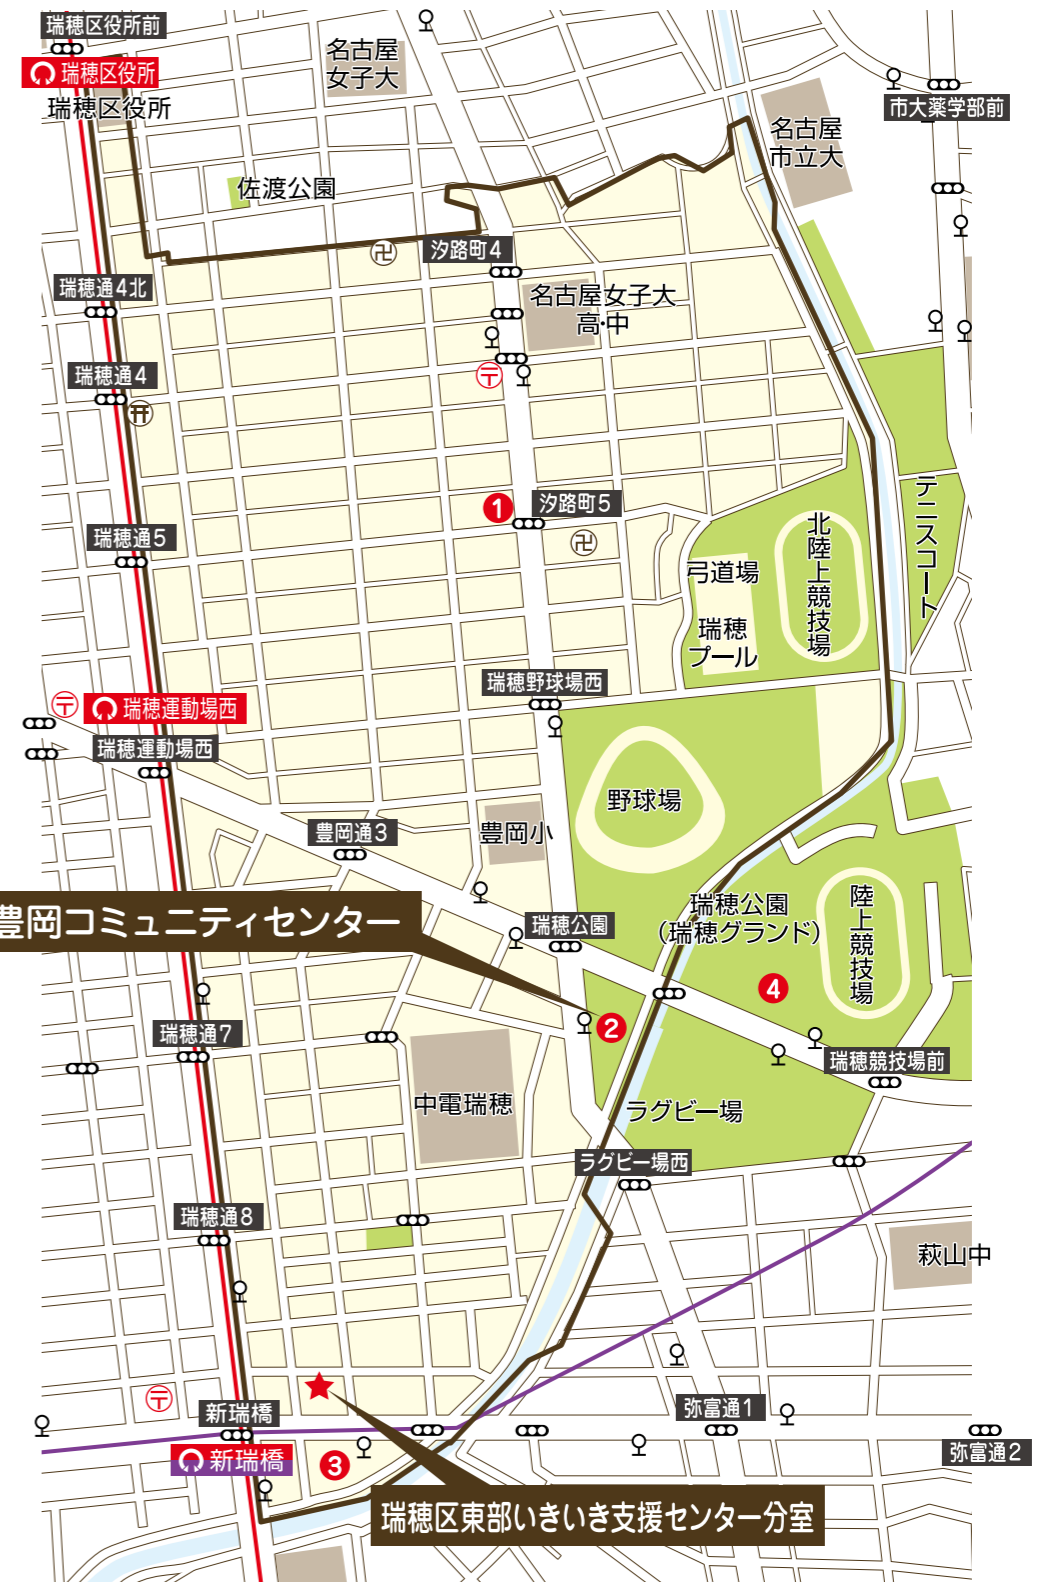 瑞穂区役所前
瑞穂区役所
瑞穂区役所
名古屋
女子大
市大薬学部前
名古屋
市立大
佐渡公園
汐路町4
瑞穂通4北
名古屋女子大
高・中
〒
瑞穂通4
1
汐路町5
テニスコート
北陸上競技場
瑞穂通5
弓道場
瑞穂
プール
瑞穂野球場西
〒
瑞穂運動場西
瑞穂運動場西
野球場
豊岡通3
豊岡小
豊岡コミュニティセンター
瑞穂公園
瑞穂公園
(瑞穂グランド)
陸上競技場
4
2
瑞穂通7
瑞穂競技場前
中電瑞穂
ラグビー場
ラグビー場西
瑞穂通8
萩山中
〒
新瑞橋
弥富通1
新瑞橋
3
弥富通2
瑞穂区東部いきいき支援センター分室